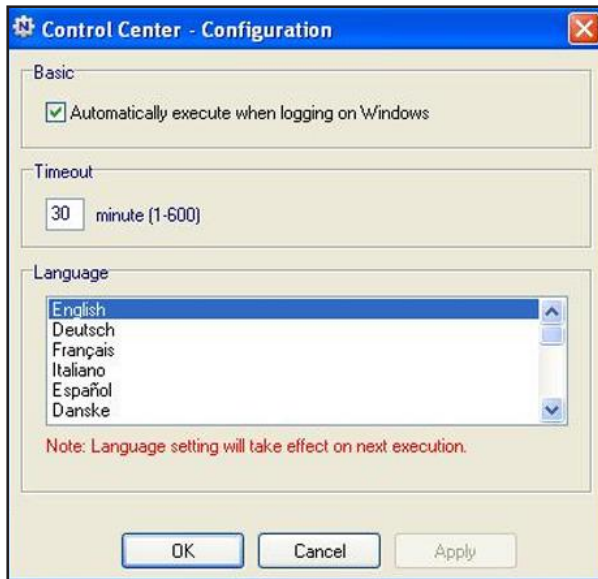 Control Center - Configuration
Basic
Automatically execute when logging on Windows
Timeout
30 minute (1-600)
Language
English
Deutsch
Français
Italiano
Español
Danske
Note: Language setting will take effect on next execution.
OK Cancel Apply